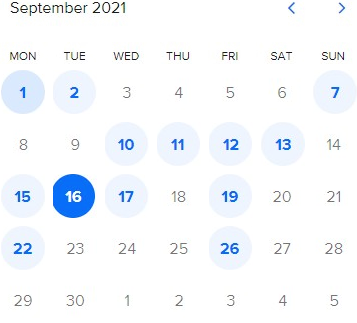 September 2021
MON TUE WED THU FRI SAT SUN
1 2 3 4 5 6 7
8 9 10 11 12 13 14
15 16 17 18 19 20 21
22 23 24 25 26 27 28
29 30 1 2 3 4 5